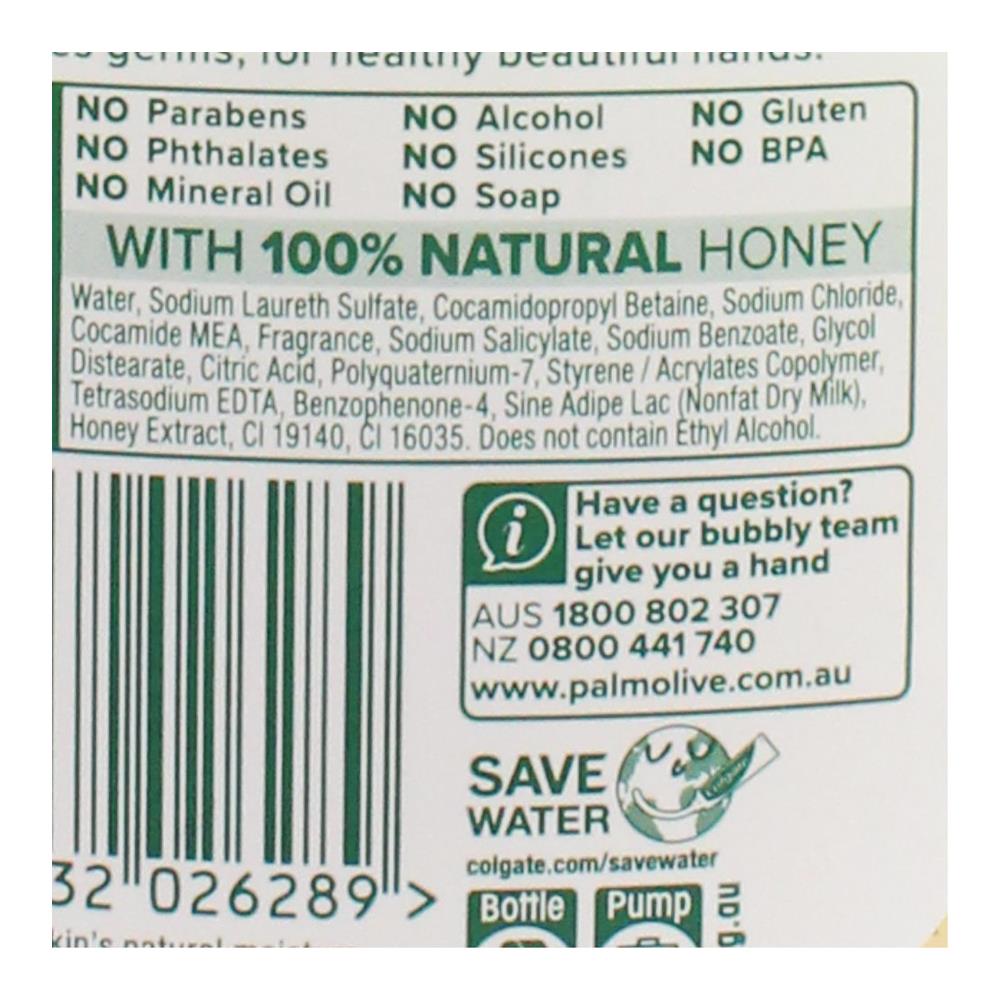 germs, for healthy beautiful hands.
NO Parabens NO Alcohol NO Gluten
NO Phthalates NO Silicones NO BPA
NO Mineral Oil NO Soap
WITH 100% NATURAL HONEY
Water, Sodium Laureth Sulfate, Cocamidopropyl Betaine, Sodium Chloride,
Cocamide MEA, Fragrance, Sodium Salicylate, Sodium Benzoate, Glycol
Distearate, Citric Acid, Polyquaternium-7, Styrene / Acrylates Copolymer,
Tetrasodium EDTA, Benzophenone-4, Sine Adipe Lac (Nonfat Dry Milk),
Honey Extract, CI 19140, CI 16035. Does not contain Ethyl Alcohol.
i
Have a question?
Let our bubbly team
give you a hand
AUS 1800 802 307
NZ 0800 441 740
www.palmolive.com.au
SAVE
WATER
colgate.com/savewater
32 026289 >
Bottle Pump